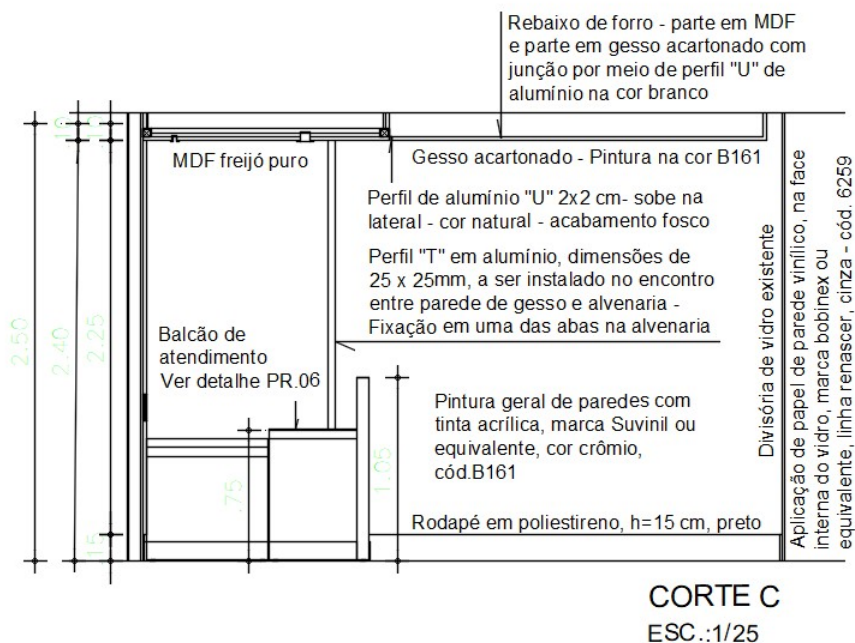 Rebaixo de forro - parte em MDF
e parte em gesso acartonado com
junção por meio de perfil "U" de
alumínio na cor branco
MDF freijó puro
Gesso acartonado - Pintura na cor B161
Perfil de alumínio "U" 2x2 cm- sobe na
lateral - cor natural - acabamento fosco
Perfil "T" em alumínio, dimensões de
25 x 25mm, a ser instalado no encontro
entre parede de gesso e alvenaria -
Fixação em uma das abas na alvenaria
Balcão de
atendimento
Ver detalhe PR.06
Pintura geral de paredes com
tinta acrílica, marca Suvinil ou
equivalente, cor crômio,
cód.B161
Rodapé em poliestireno, h=15 cm, preto
Divisória de vidro existente
Aplicação de papel de parede vinílico, na face
interna do vidro, marca bobinex ou
equivalente, linha renascer, cinza - cód. 6259
2.50
2.40
2.25
.10
.10
.15
.75
1.05
CORTE C
ESC.:1/25